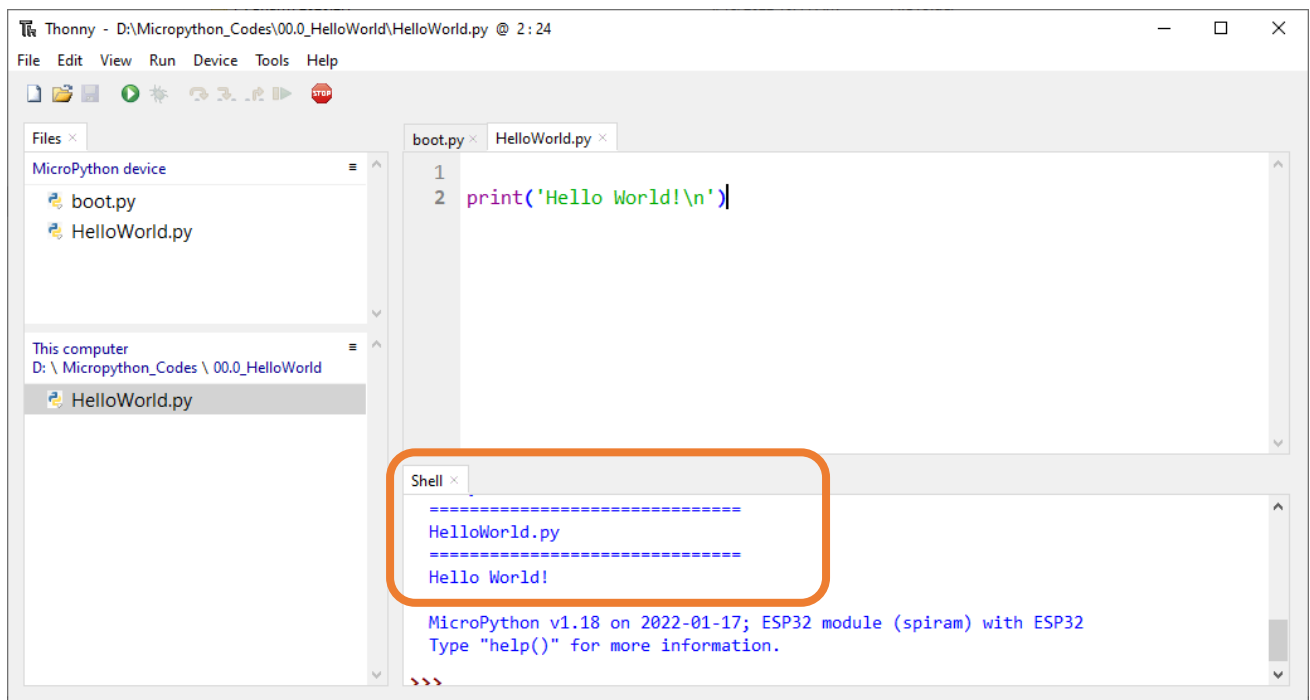 Thonny - D:\Micropython_Codes\00.0_HelloWorld\HelloWorld.py @ 2:24
File Edit View Run Device Tools Help
STOP
Files
MicroPython device
boot.py
HelloWorld.py
This computer
D: \ Micropython_Codes \ 00.0_HelloWorld
HelloWorld.py
boot.py HelloWorld.py
1
2 print('Hello World!\n')
Shell
===============================
HelloWorld.py
===============================
Hello World!
MicroPython v1.18 on 2022-01-17; ESP32 module (spiram) with ESP32
Type "help()" for more information.
>>>